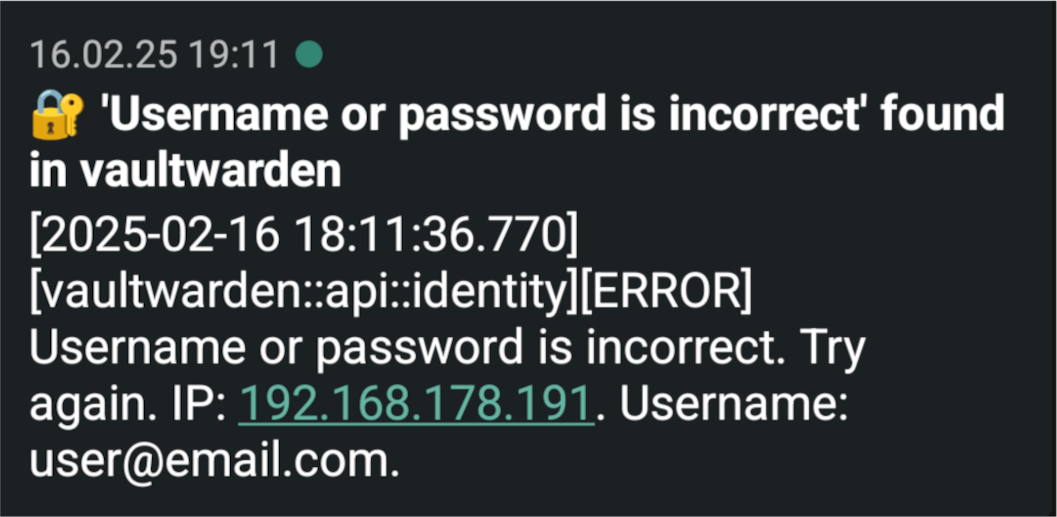 16.02.25 19:11
🔐 'Username or password is incorrect' found
in vaultwarden
[2025-02-16 18:11:36.770]
[vaultwarden::api::identity][ERROR]
Username or password is incorrect. Try
again. IP: 192.168.178.191. Username:
user@email.com.